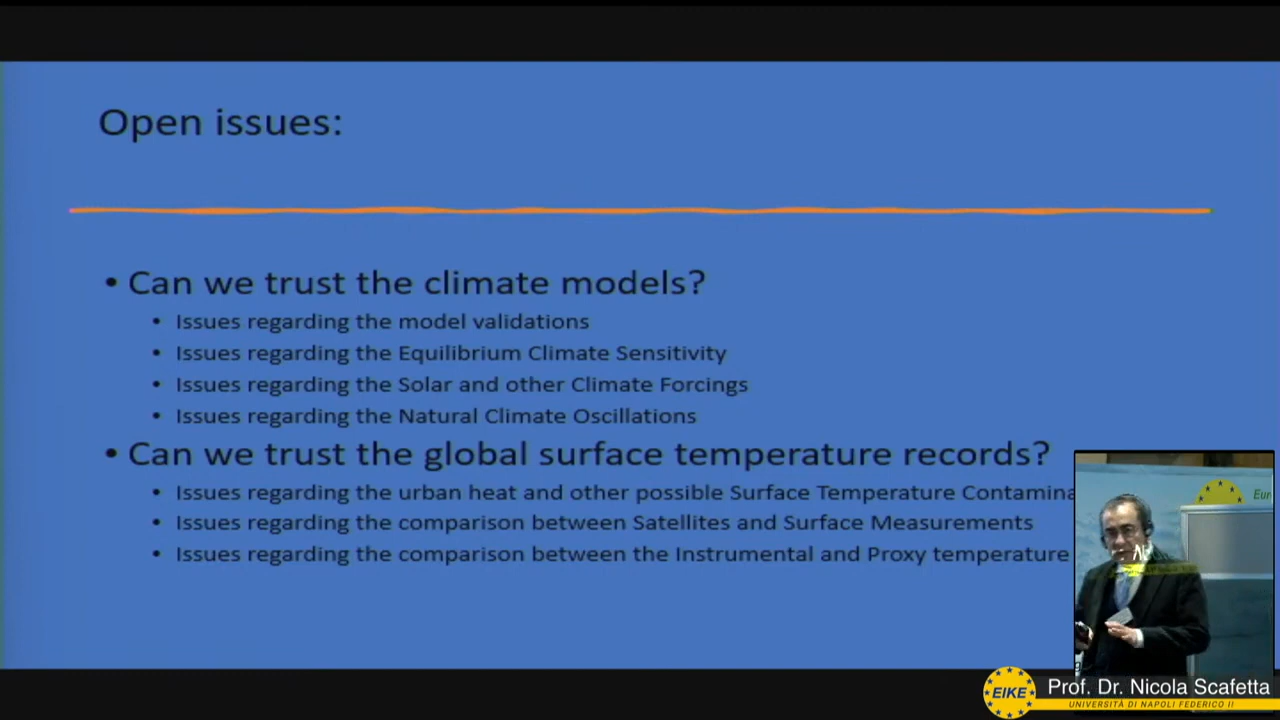 Open issues:
• Can we trust the climate models?
• Issues regarding the model validations
• Issues regarding the Equilibrium Climate Sensitivity
• Issues regarding the Solar and other Climate Forcings
• Issues regarding the Natural Climate Oscillations
• Can we trust the global surface temperature records?
• Issues regarding the urban heat and other possible Surface Temperature Contamina
• Issues regarding the comparison between Satellites and Surface Measurements
• Issues regarding the comparison between the Instrumental and Proxy temperature
Eur
EIKE
Prof. Dr. Nicola Scafetta
UNIVERSITÀ DI NAPOLI FEDERICO II